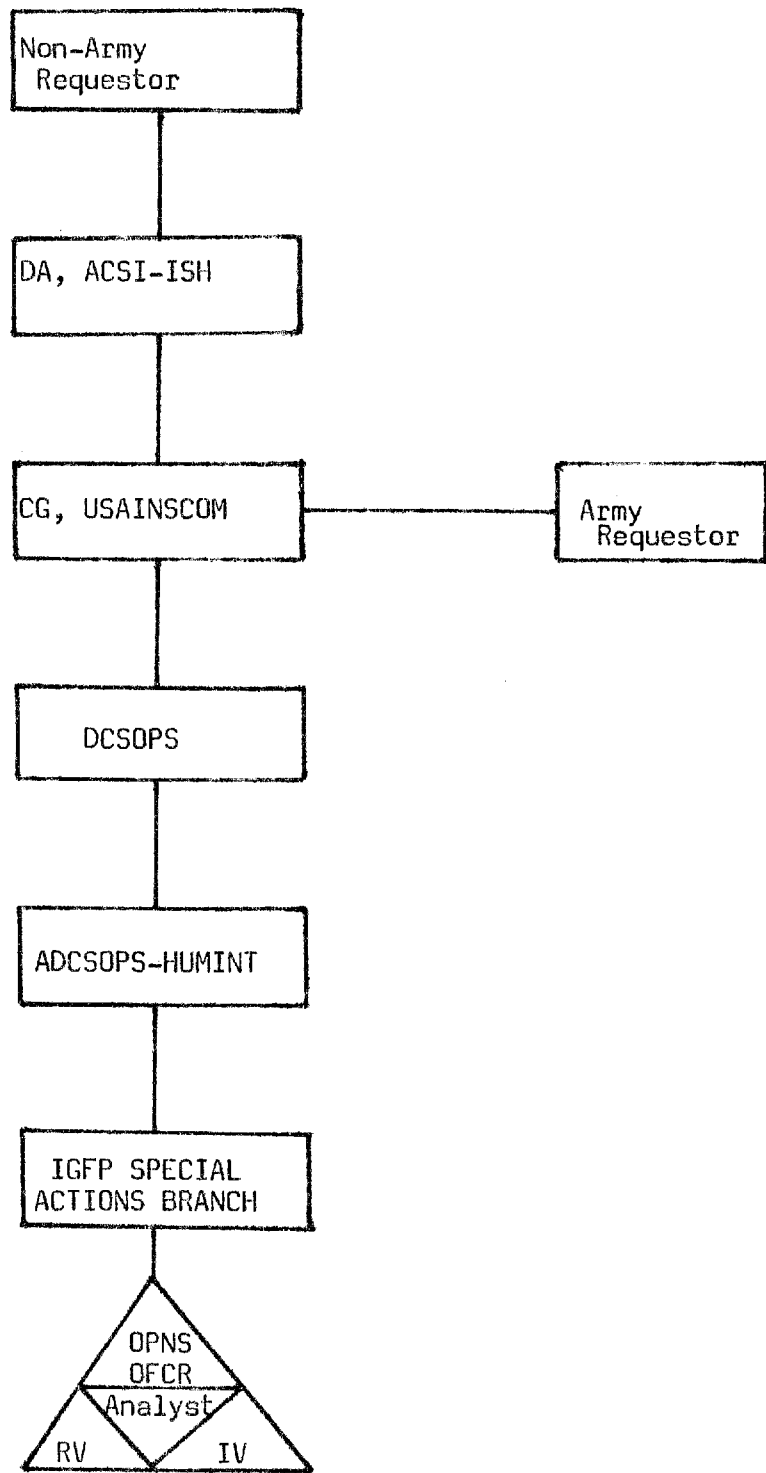 Non-Army
Requestor
DA, ACSI-ISH
CG, USAINSCOM
Army
Requestor
DCSOPS
ADCSOPS-HUMINT
IGFP SPECIAL
ACTIONS BRANCH
OPNS
OFCR
Analyst
RV
IV